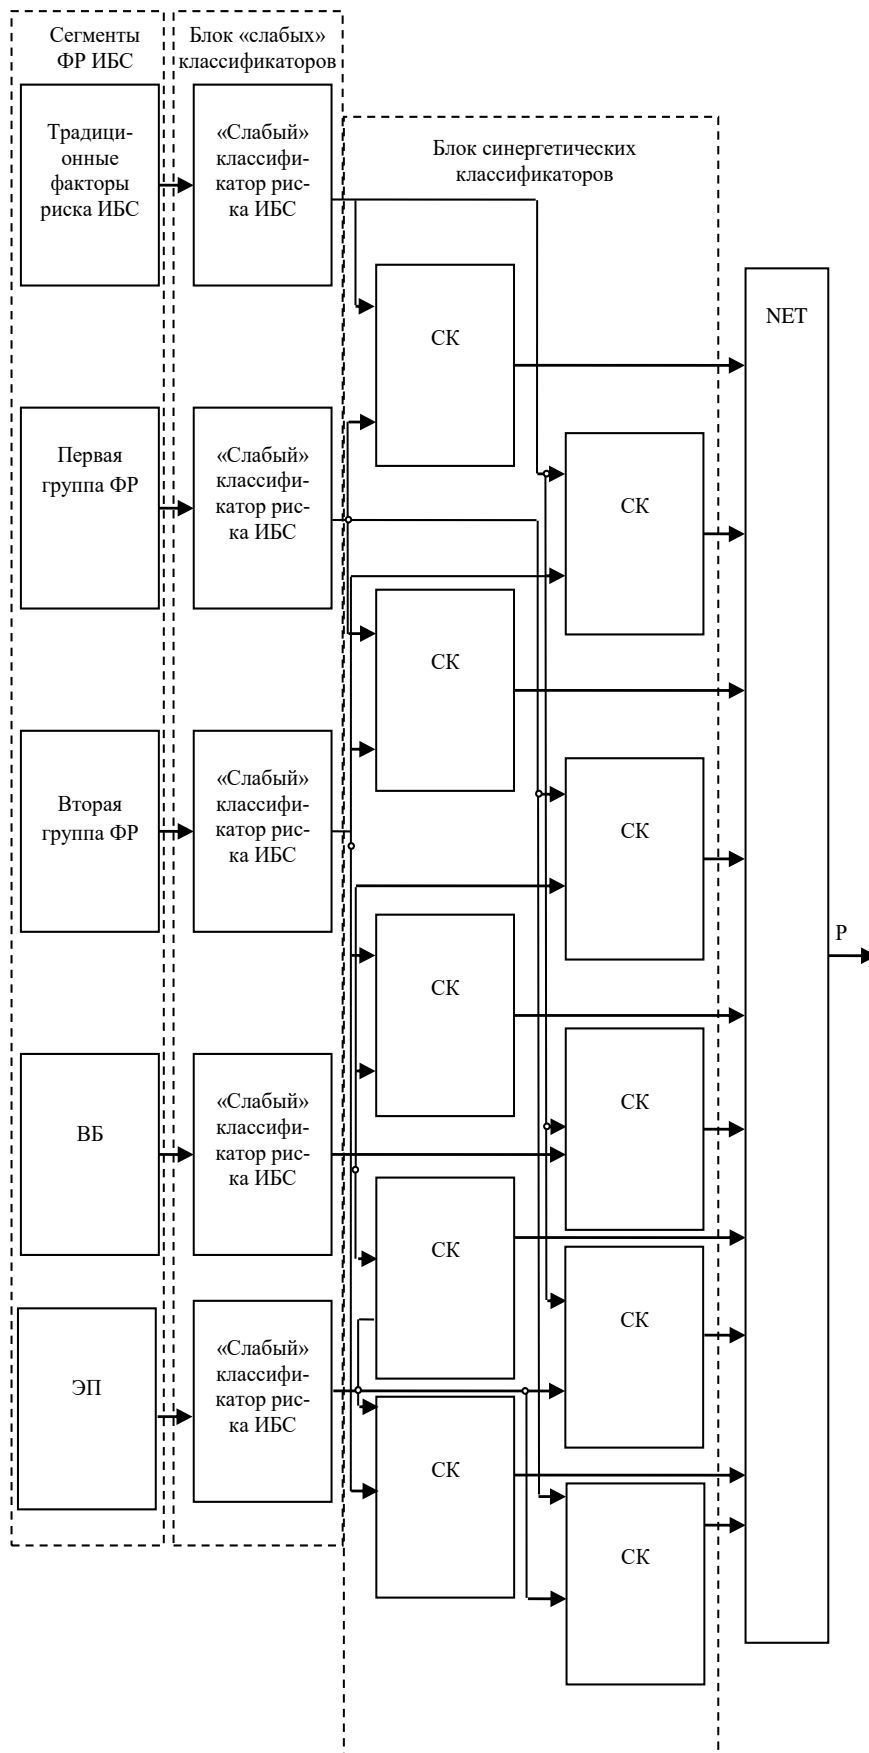 Сегменты
ФР ИБС
Блок «слабых»
классификаторов
Традици-
онные
факторы
риска ИБС
«Слабый»
классифи-
катор рис-
ка ИБС
Блок синергетических
классификаторов
СК
NET
Первая
группа ФР
«Слабый»
классифи-
катор рис-
ка ИБС
СК
СК
Вторая
группа ФР
«Слабый»
классифи-
катор рис-
ка ИБС
СК
P
СК
ВБ
«Слабый»
классифи-
катор рис-
ка ИБС
СК
СК
ЭП
«Слабый»
классифи-
катор рис-
ка ИБС
СК
СК
СК